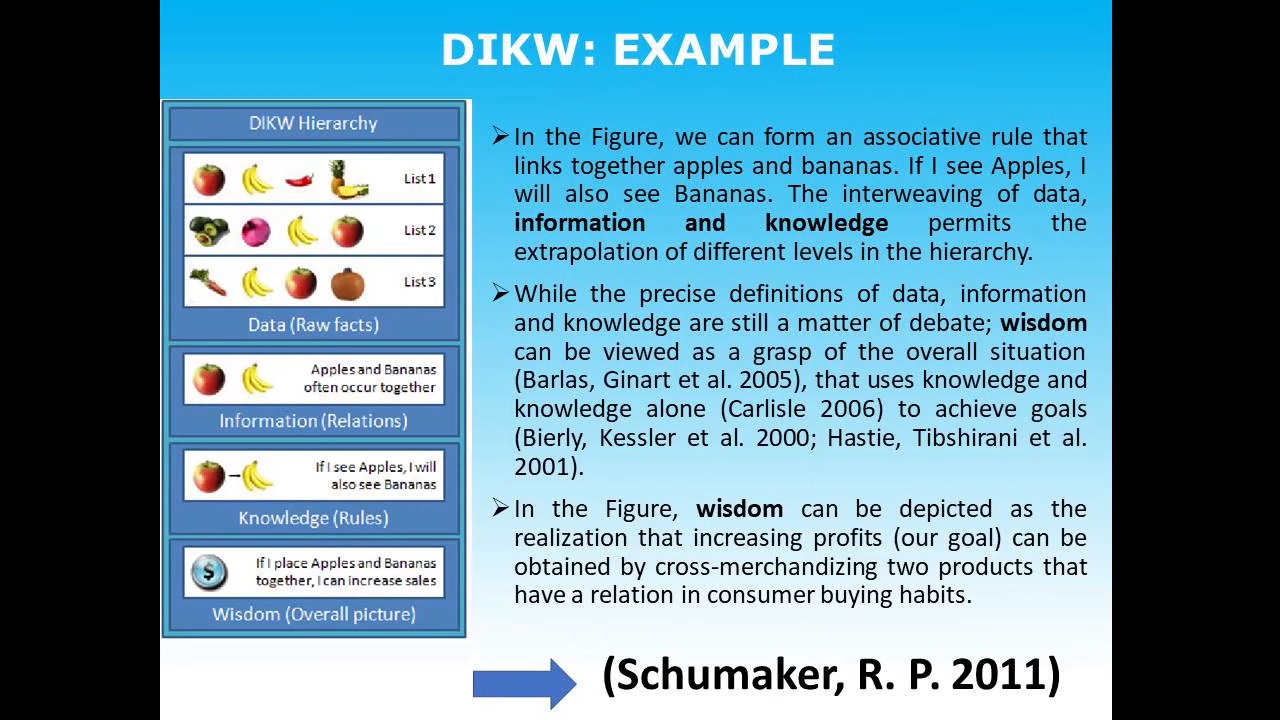 DIKW: EXAMPLE
DIKW Hierarchy
List 1
List 2
List 3
Data (Raw facts)
Apples and Bananas
often occur together
Information (Relations)
If I see Apples, I will
also see Bananas
Knowledge (Rules)
If I place Apples and Bananas
together, I can increase sales
Wisdom (Overall picture)
➢ In the Figure, we can form an associative rule that
links together apples and bananas. If I see Apples, I
will also see Bananas. The interweaving of data,
information and knowledge permits the
extrapolation of different levels in the hierarchy.
➢ While the precise definitions of data, information
and knowledge are still a matter of debate; wisdom
can be viewed as a grasp of the overall situation
(Barlas, Ginart et al. 2005), that uses knowledge and
knowledge alone (Carlisle 2006) to achieve goals
(Bierly, Kessler et al. 2000; Hastie, Tibshirani et al.
2001).
➢ In the Figure, wisdom can be depicted as the
realization that increasing profits (our goal) can be
obtained by cross-merchandizing two products that
have a relation in consumer buying habits.
(Schumaker, R. P. 2011)